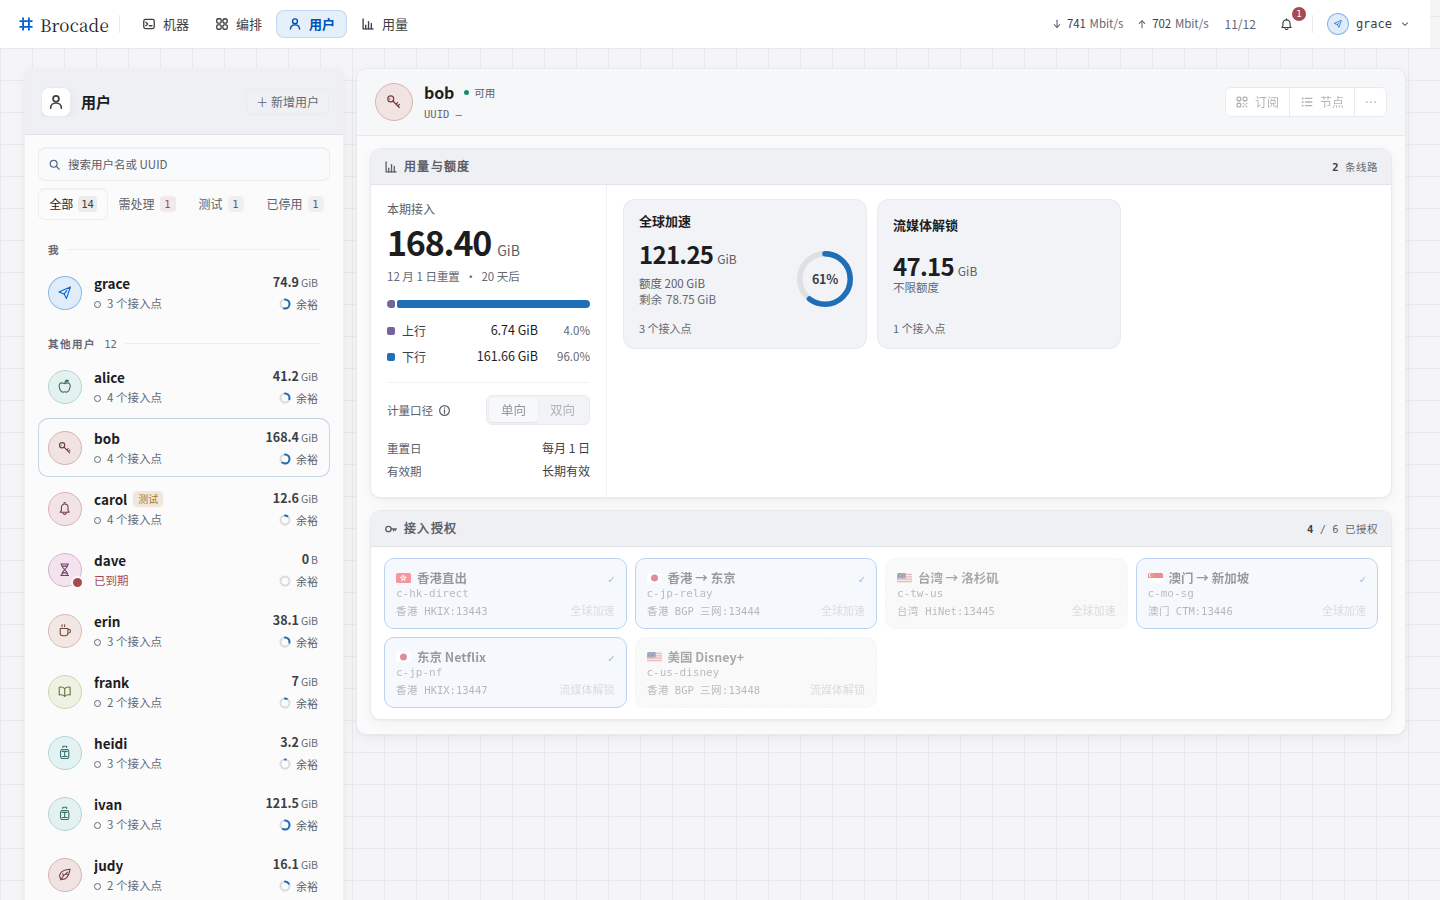 Brocade
机器
编排
用户
用量
741 Mbit/s
702 Mbit/s
11/12
1
grace
用户
新增用户
搜索用户名或 UUID
全部 14
需处理 1
测试 1
已停用 1
我
grace
74.9 GiB
3 个接入点
余裕
其他用户 12
alice
41.2 GiB
4 个接入点
余裕
bob
168.4 GiB
4 个接入点
余裕
carol 测试
12.6 GiB
4 个接入点
余裕
dave
0 B
已到期
余裕
erin
38.1 GiB
3 个接入点
余裕
frank
7 GiB
2 个接入点
余裕
heidi
3.2 GiB
3 个接入点
余裕
ivan
121.5 GiB
3 个接入点
余裕
judy
16.1 GiB
2 个接入点
余裕
bob
可用
UUID —
订阅
节点
用量与额度
2 条线路
本期接入
168.40 GiB
12 月 1 日重置 • 20 天后
上行 6.74 GiB 4.0%
下行 161.66 GiB 96.0%
计量口径
单向
双向
重置日 每月 1 日
有效期 长期有效
全球加速
121.25 GiB
额度 200 GiB
剩余 78.75 GiB
61%
3 个接入点
流媒体解锁
47.15 GiB
不限额度
1 个接入点
接入授权
4 / 6 已授权
香港直出 ✓
c-hk-direct
香港 HKIX:13443 全球加速
香港 → 东京 ✓
c-jp-relay
香港 BGP 三网:13444 全球加速
台湾 → 洛杉矶
c-tw-us
台湾 HiNet:13445 全球加速
澳门 → 新加坡 ✓
c-mo-sg
澳门 CTM:13446 全球加速
东京 Netflix ✓
c-jp-nf
香港 HKIX:13447 流媒体解锁
美国 Disney+
c-us-disney
香港 BGP 三网:13448 流媒体解锁